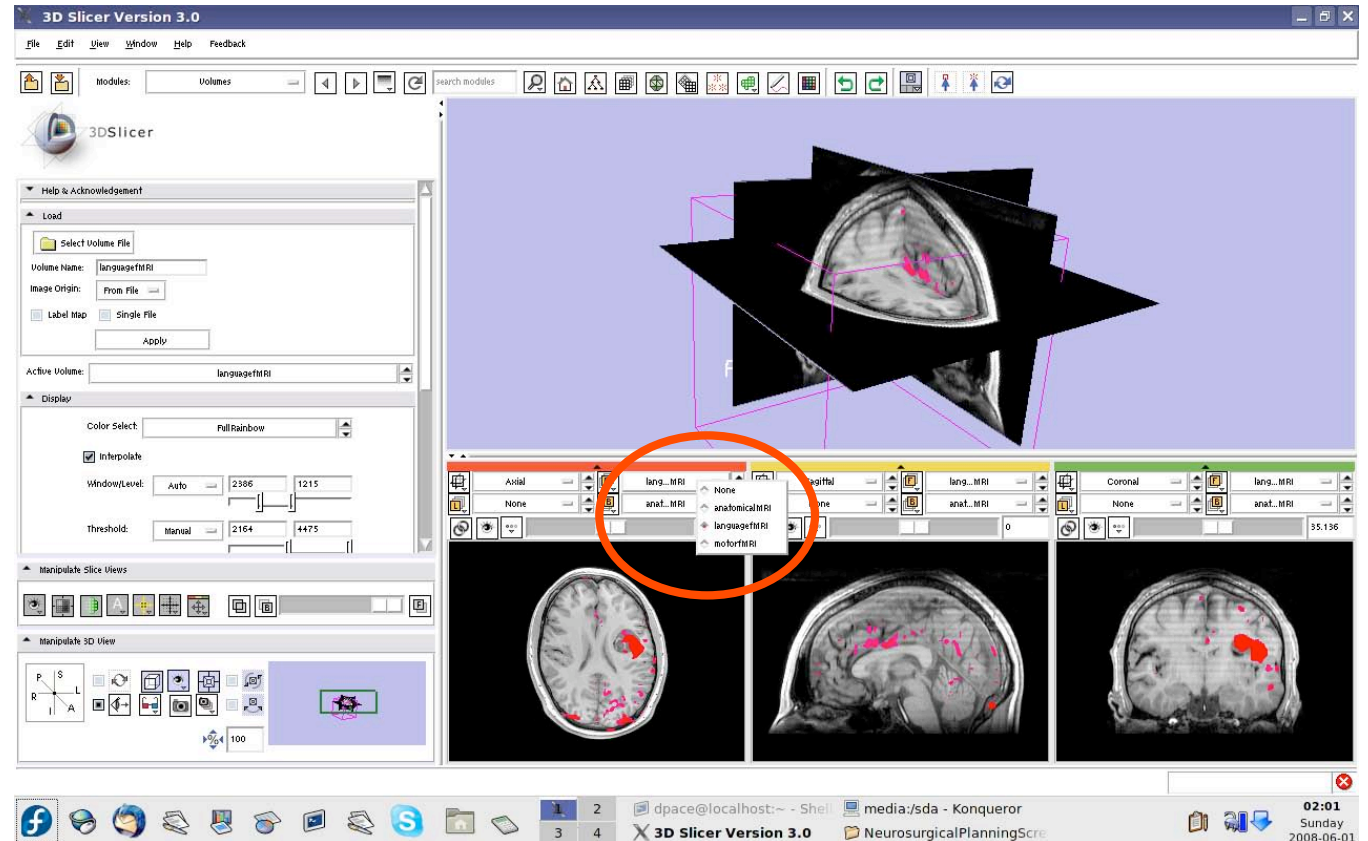 3D Slicer Version 3.0
File Edit View Window Help Feedback
Modules: Volumes search modules
3DSlicer
Help & Acknowledgement
Load
Select Volume File
Volume Name: languagefMRI
Image Origin: From File
Label Map Single File
Apply
Active Volume: languagefMRI
Display
Color Select: FullRainbow
Interpolate
Window/Level: Auto 2386 1215
Threshold: Manual 2164 4475
Manipulate Slice Views
Manipulate 3D View
P S
R L
I A
% 100
Axial lang...MRI
None anat...MRI
None
anatomicalMRI
languagefMRI
motorfMRI
agittal lang...MRI
one anat...MRI
0
Coronal lang...MRI
None anat...MRI
35.136
1 2
3 4
dpace@localhost:~ - Shell
media:/sda - Konqueror
3D Slicer Version 3.0
NeurosurgicalPlanningScre
02:01
Sunday
2008-06-01